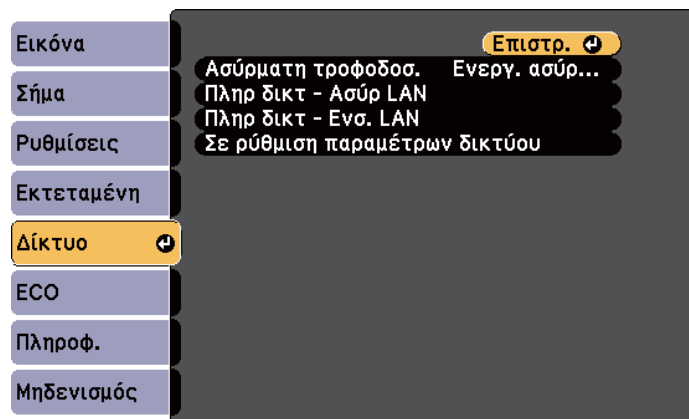 Εικόνα
Σήμα
Ρυθμίσεις
Εκτεταμένη
Δίκτυο
ECO
Πληροφ.
Μηδενισμός
Επιστρ.
Ασύρματη τροφοδοσ. Ενεργ. ασύρ...
Πληρ δικτ - Ασύρ LAN
Πληρ δικτ - Ενσ. LAN
Σε ρύθμιση παραμέτρων δικτύου